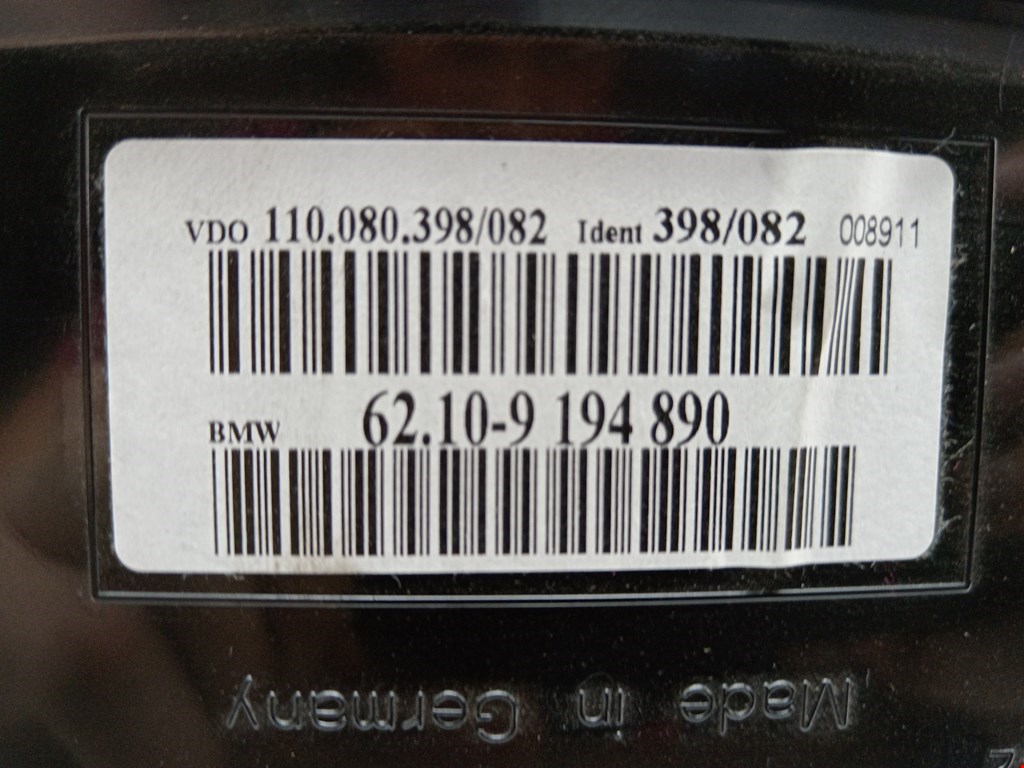 VDO 110.080.398/082 Ident 398/082 008911
BMW 62.10-9 194 890
Made in Germany